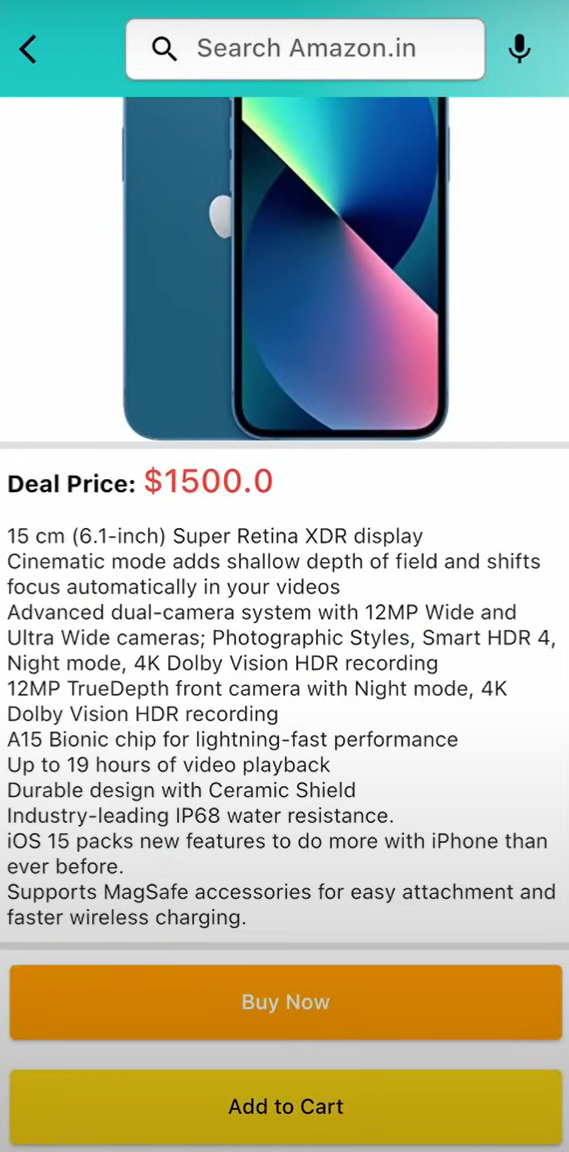 Search Amazon.in
Deal Price: $1500.0
15 cm (6.1-inch) Super Retina XDR display
Cinematic mode adds shallow depth of field and shifts
focus automatically in your videos
Advanced dual-camera system with 12MP Wide and
Ultra Wide cameras; Photographic Styles, Smart HDR 4,
Night mode, 4K Dolby Vision HDR recording
12MP TrueDepth front camera with Night mode, 4K
Dolby Vision HDR recording
A15 Bionic chip for lightning-fast performance
Up to 19 hours of video playback
Durable design with Ceramic Shield
Industry-leading IP68 water resistance.
iOS 15 packs new features to do more with iPhone than
ever before.
Supports MagSafe accessories for easy attachment and
faster wireless charging.
Buy Now
Add to Cart